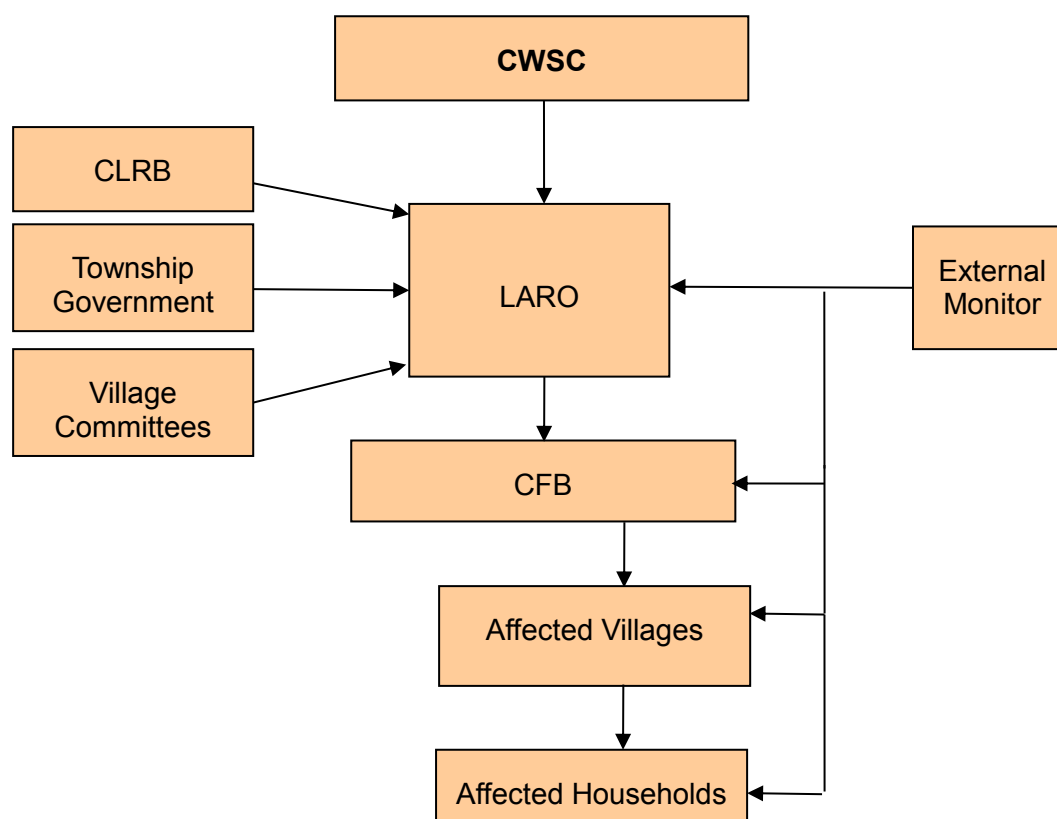 CWSC
CLRB
Township
Government
Village
Committees
LARO
External
Monitor
CFB
Affected Villages
Affected Households